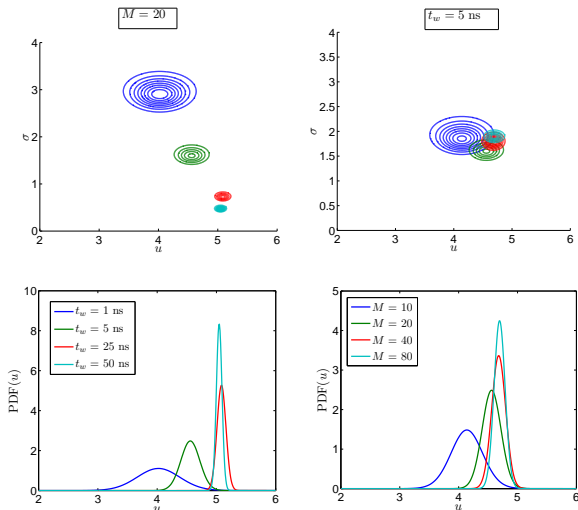 M = 20
t_w = 5 ns
4
3
2
1
0
σ
2
3
4
5
6
u
4
3.5
3
2.5
2
1.5
1
0.5
0
σ
2
3
4
5
6
u
10
8
6
4
2
0
PDF(u)
t_w = 1 ns
t_w = 5 ns
t_w = 25 ns
t_w = 50 ns
2
3
4
5
6
u
5
4
3
2
1
0
PDF(u)
M = 10
M = 20
M = 40
M = 80
2
3
4
5
6
u